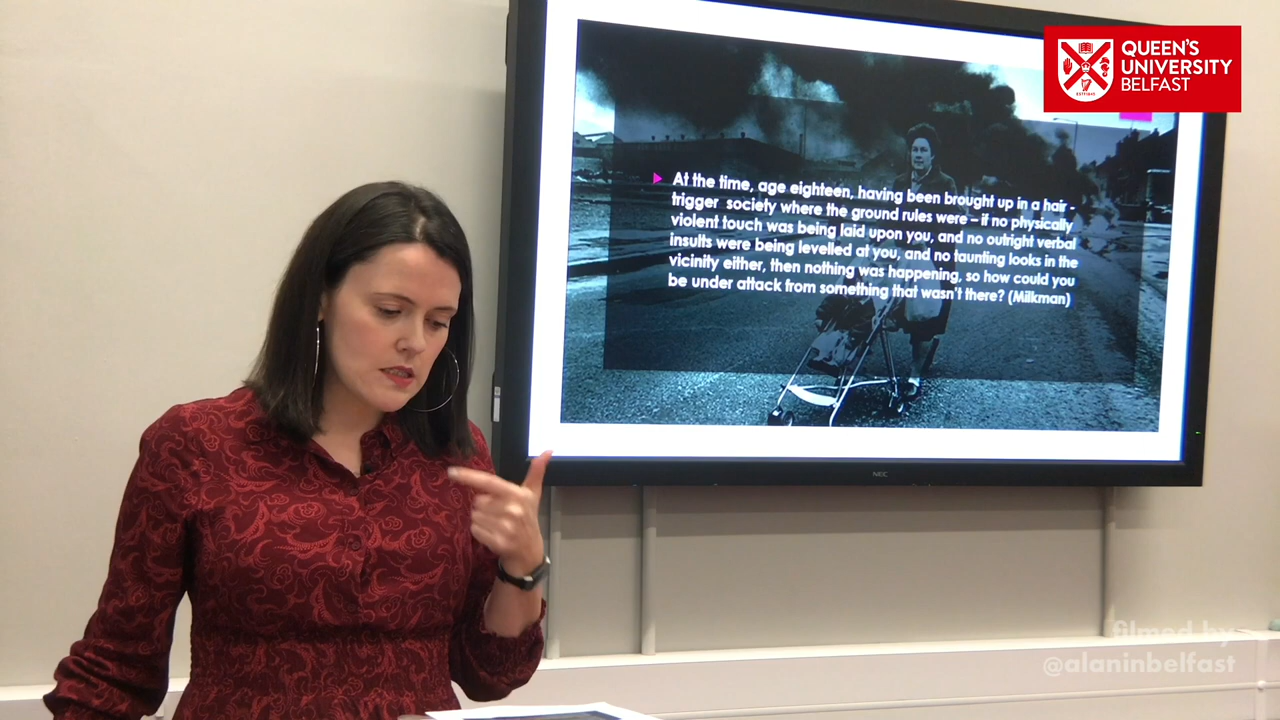 QUEEN'S
UNIVERSITY
BELFAST
At the time, age eighteen, having been brought up in a hair -
trigger society where the ground rules were – if no physically
violent touch was being laid upon you, and no outright verbal
insults were being levelled at you, and no taunting looks in the
vicinity either, then nothing was happening, so how could you
be under attack from something that wasn't there? (Milkman)
NEC
filmed by
@alaninbelfast